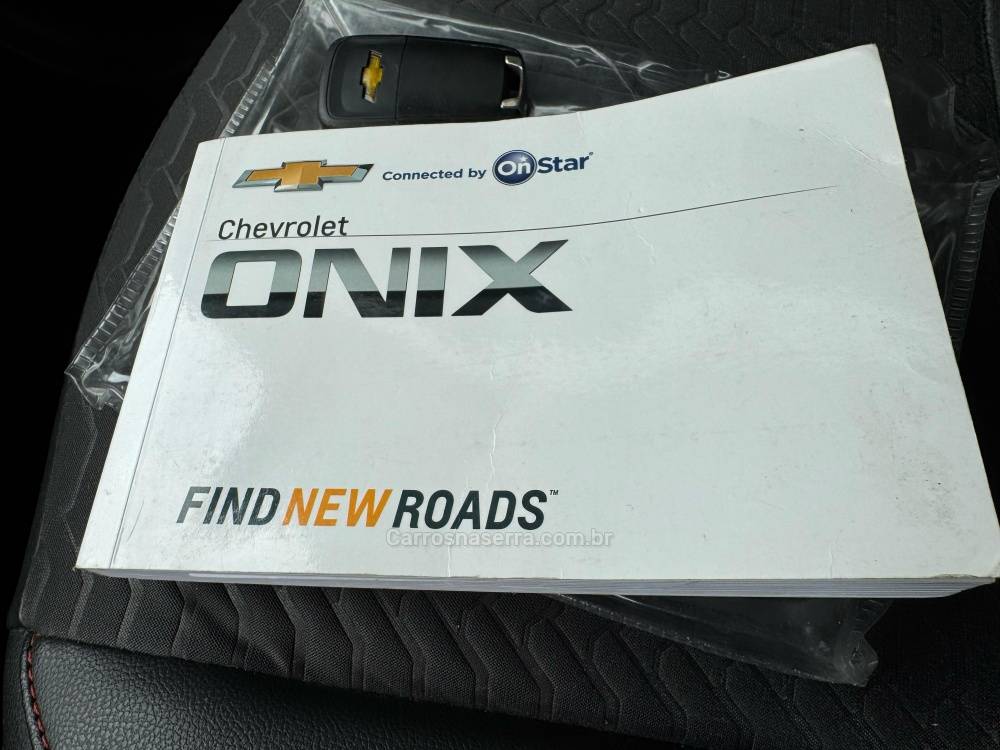 Connected by OnStar®
Chevrolet
ONIX
FIND NEW ROADS™
Carrosnaserra.com.br